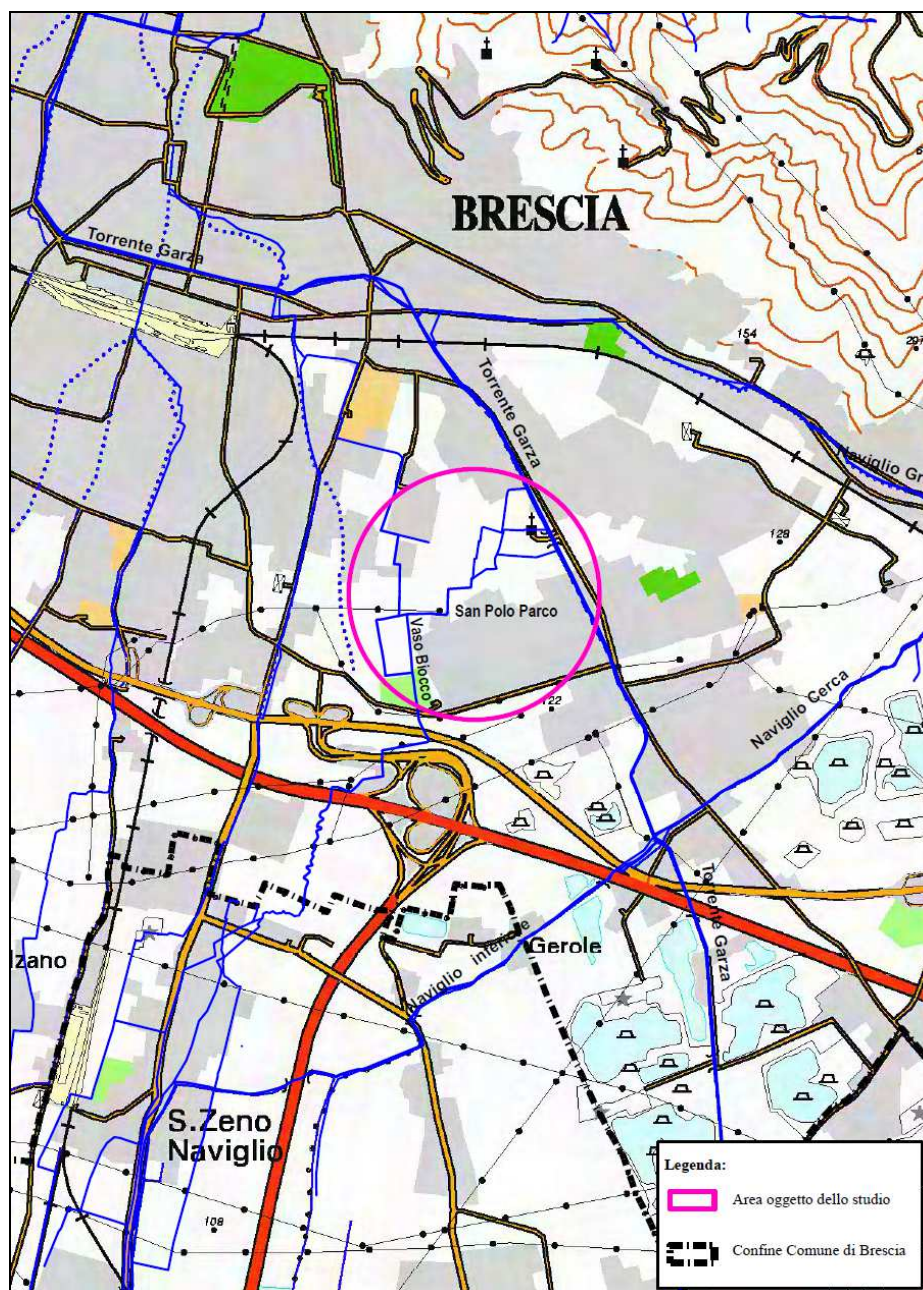 BRESCIA
Torrente Garza
154
Torrente Garza
Naviglio Gr
128
San Polo Parco
Vaso Biocco
122
Naviglio Cerca
Torrente Garza
Gerole
Naviglio inferiore
lzano
S.Zeno
Naviglio
108
Legenda:
Area oggetto dello studio
Confine Comune di Brescia